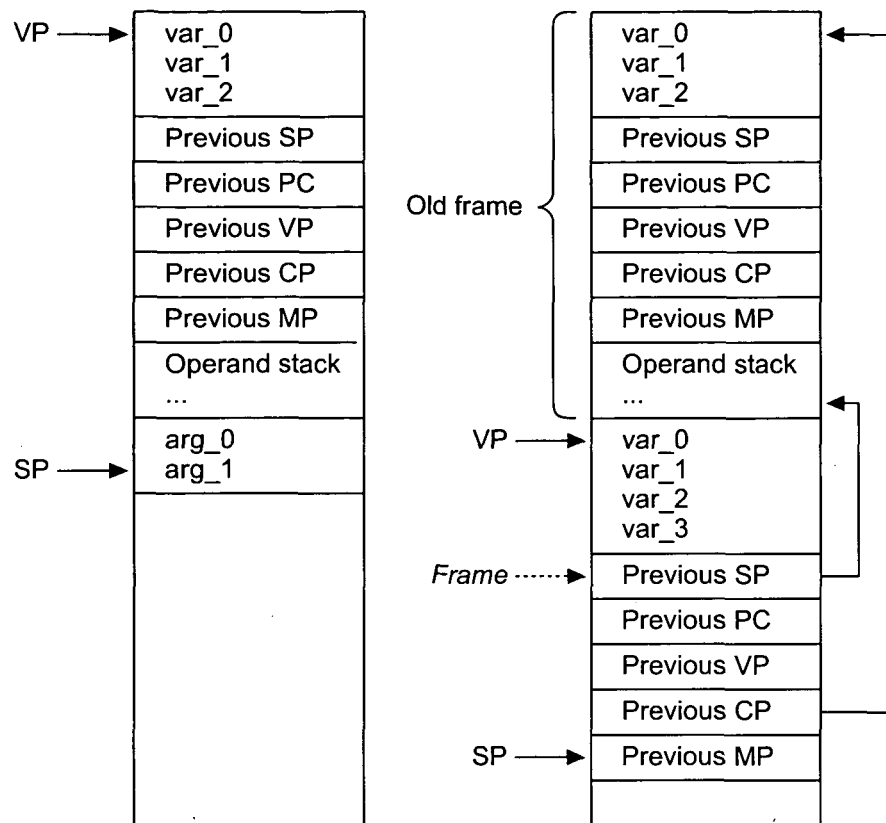 VP
var_0
var_1
var_2
Previous SP
Previous PC
Previous VP
Previous CP
Previous MP
Operand stack
...
SP
arg_0
arg_1
Old frame
var_0
var_1
var_2
Previous SP
Previous PC
Previous VP
Previous CP
Previous MP
Operand stack
...
VP
var_0
var_1
var_2
var_3
Frame
Previous SP
Previous PC
Previous VP
Previous CP
SP
Previous MP